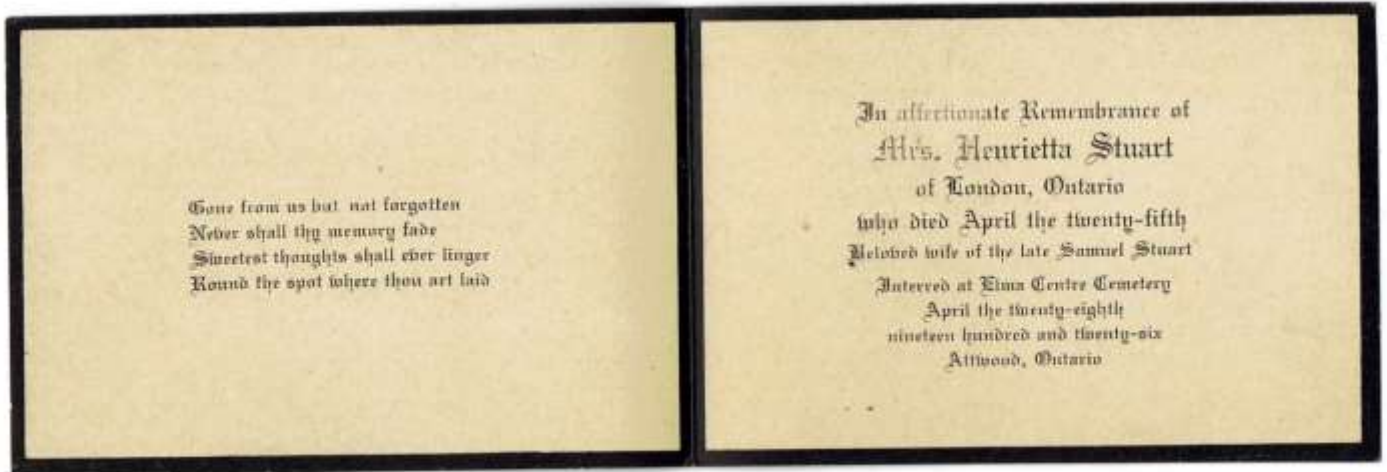 Gone from us but not forgotten
Never shall thy memory fade
Sweetest thoughts shall ever linger
Round the spot where thou art laid
In affectionate Remembrance of
Mrs. Henrietta Stuart
of London, Ontario
who died April the twenty-fifth
Beloved wife of the late Samuel Stuart
Interred at Elma Centre Cemetery
April the twenty-eighth
nineteen hundred and twenty-six
Attwood, Ontario